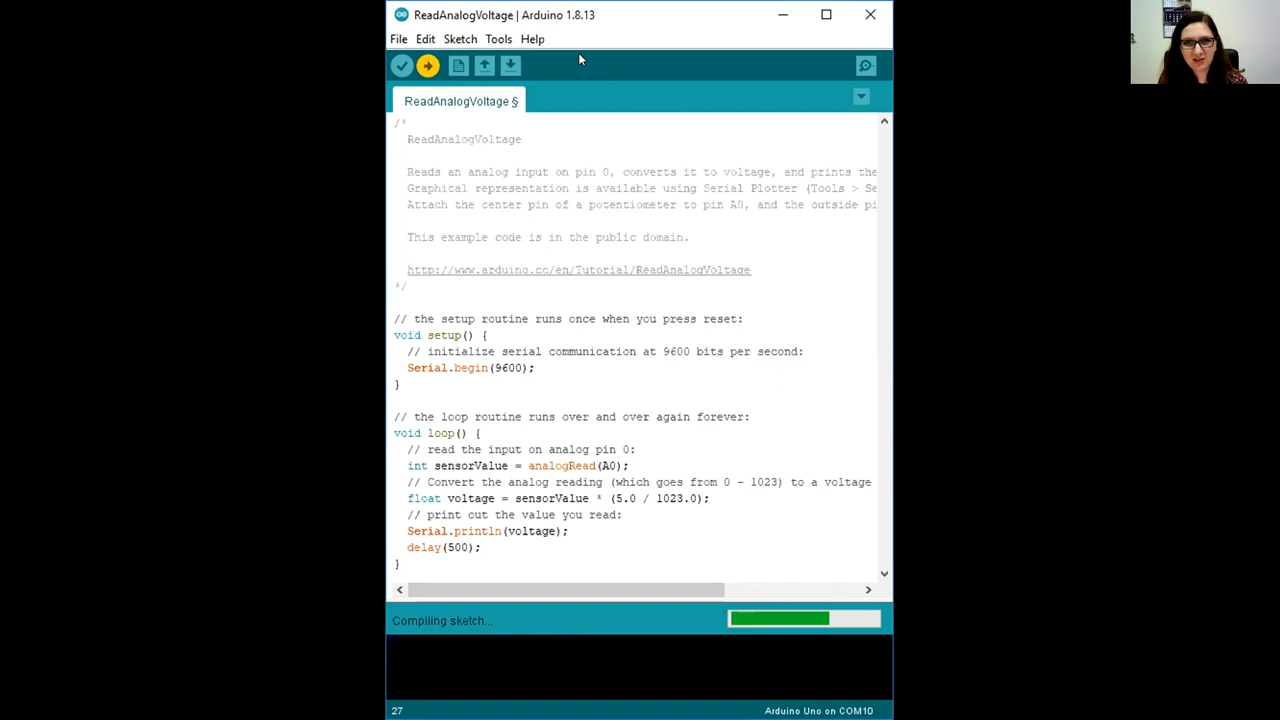 ReadAnalogVoltage | Arduino 1.8.13
File Edit Sketch Tools Help
ReadAnalogVoltage §
/*
ReadAnalogVoltage
Reads an analog input on pin 0, converts it to voltage, and prints the
Graphical representation is available using Serial Plotter (Tools > Se
Attach the center pin of a potentiometer to pin A0, and the outside pi
This example code is in the public domain.
http://www.arduino.cc/en/Tutorial/ReadAnalogVoltage
*/
// the setup routine runs once when you press reset:
void setup() {
// initialize serial communication at 9600 bits per second:
Serial.begin(9600);
}
// the loop routine runs over and over again forever:
void loop() {
// read the input on analog pin 0:
int sensorValue = analogRead(A0);
// Convert the analog reading (which goes from 0 - 1023) to a voltage
float voltage = sensorValue * (5.0 / 1023.0);
// print out the value you read:
Serial.println(voltage);
delay(500);
}
Compiling sketch...
27 Arduino Uno on COM10